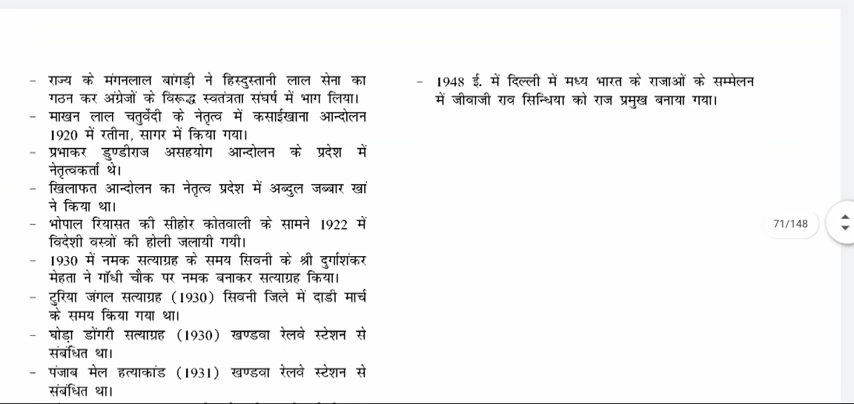 – राज्य के मंगनलाल बांगड़ी ने हिस्दुस्तानी लाल सेना का
गठन कर अंग्रेजों के विरूद्ध स्वतंत्रता संघर्ष में भाग लिया।
– माखन लाल चतुर्वेदी के नेतृत्व में कसाईखाना आन्दोलन
1920 में रतौना, सागर में किया गया।
– प्रभाकर डुण्डीराज असहयोग आन्दोलन के प्रदेश में
नेतृत्वकर्ता थे।
– खिलाफत आन्दोलन का नेतृत्व प्रदेश में अब्दुल जब्बार खां
ने किया था।
– भोपाल रियासत की सीहोर कोतवाली के सामने 1922 में
विदेशी वस्त्रों की होली जलायी गयी।
– 1930 में नमक सत्याग्रह के समय सिवनी के श्री दुर्गाशंकर
मेहता ने गॉंधी चौक पर नमक बनाकर सत्याग्रह किया।
– टुरिया जंगल सत्याग्रह (1930) सिवनी जिले में दाडी मार्च
के समय किया गया था।
– घोड़ा डोंगरी सत्याग्रह (1930) खण्डवा रेलवे स्टेशन से
संबंधित था।
– पंजाब मेल हत्याकांड (1931) खण्डवा रेलवे स्टेशन से
संबंधित था।
– 1948 ई. में दिल्ली में मध्य भारत के राजाओं के सम्मेलन
में जीवाजी राव सिन्धिया को राज प्रमुख बनाया गया।
71/148